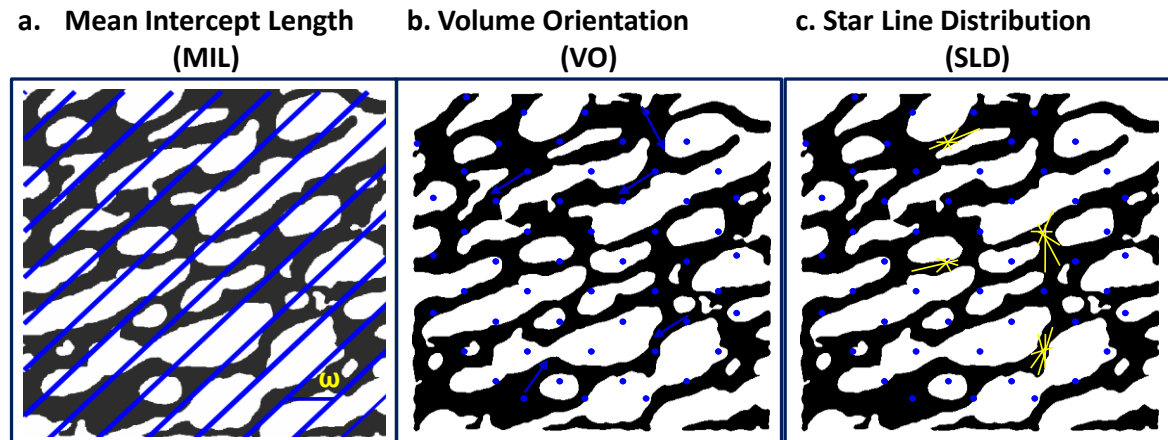 a. Mean Intercept Length
(MIL)
b. Volume Orientation
(VO)
c. Star Line Distribution
(SLD)
ω